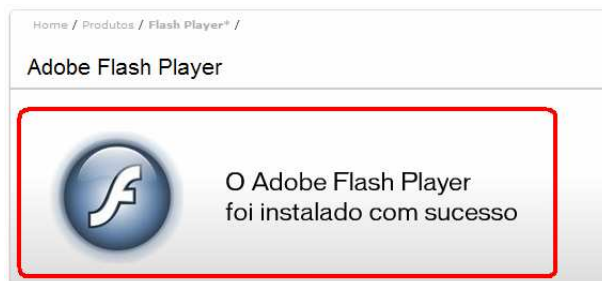 Home / Produtos / Flash Player* /
Adobe Flash Player
O Adobe Flash Player
foi instalado com sucesso